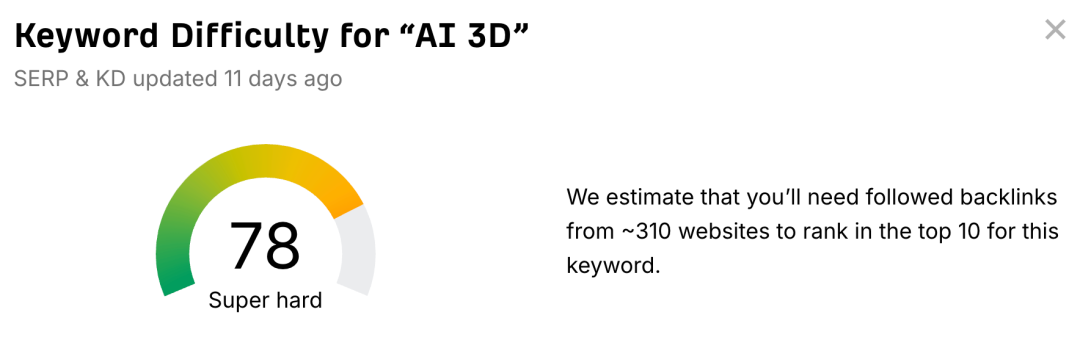 Keyword Difficulty for “AI 3D”
SERP & KD updated 11 days ago
78
Super hard
We estimate that you’ll need followed backlinks
from ~310 websites to rank in the top 10 for this
keyword.